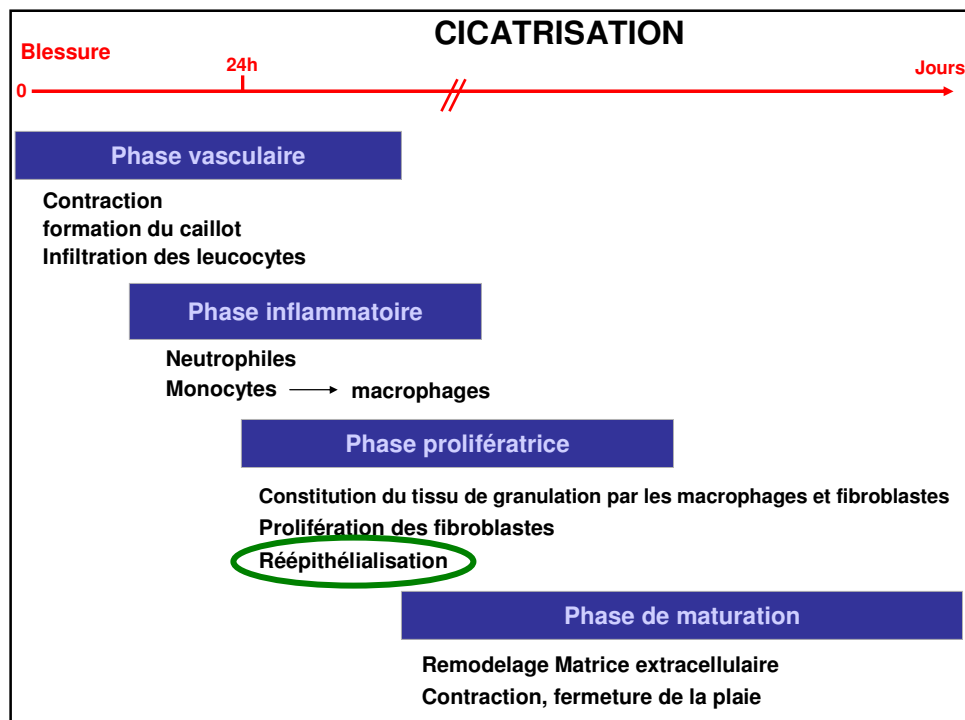 CICATRISATION
Blessure
24h
Jours
0
Phase vasculaire
Contraction
formation du caillot
Infiltration des leucocytes
Phase inflammatoire
Neutrophiles
Monocytes → macrophages
Phase prolifératrice
Constitution du tissu de granulation par les macrophages et fibroblastes
Prolifération des fibroblastes
Réépithélialisation
Phase de maturation
Remodelage Matrice extracellulaire
Contraction, fermeture de la plaie